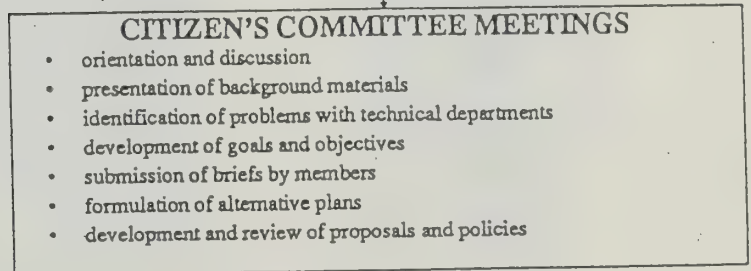 CITIZEN'S COMMITTEE MEETINGS
• orientation and discussion
• presentation of background materials
• identification of problems with technical departments
• development of goals and objectives
• submission of briefs by members
• formulation of alternative plans
• development and review of proposals and policies